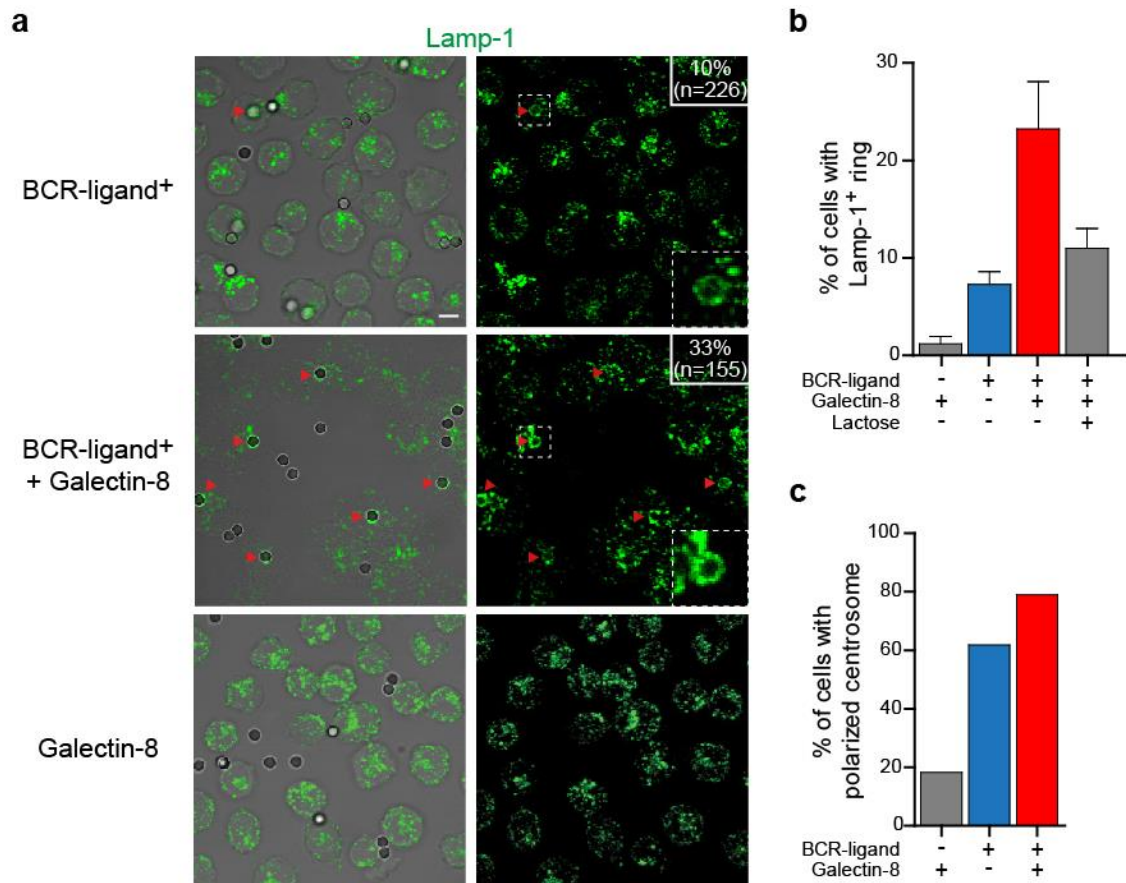 a
Lamp-1
BCR-ligand+
10%
(n=226)
BCR-ligand+
+ Galectin-8
33%
(n=155)
Galectin-8
b
% of cells with
Lamp-1+ ring
30
20
10
0
BCR-ligand - + + +
Galectin-8 + - + +
Lactose - - - +
c
% of cells with
polarized centrosome
100
80
60
40
20
0
BCR-ligand - + +
Galectin-8 + - +